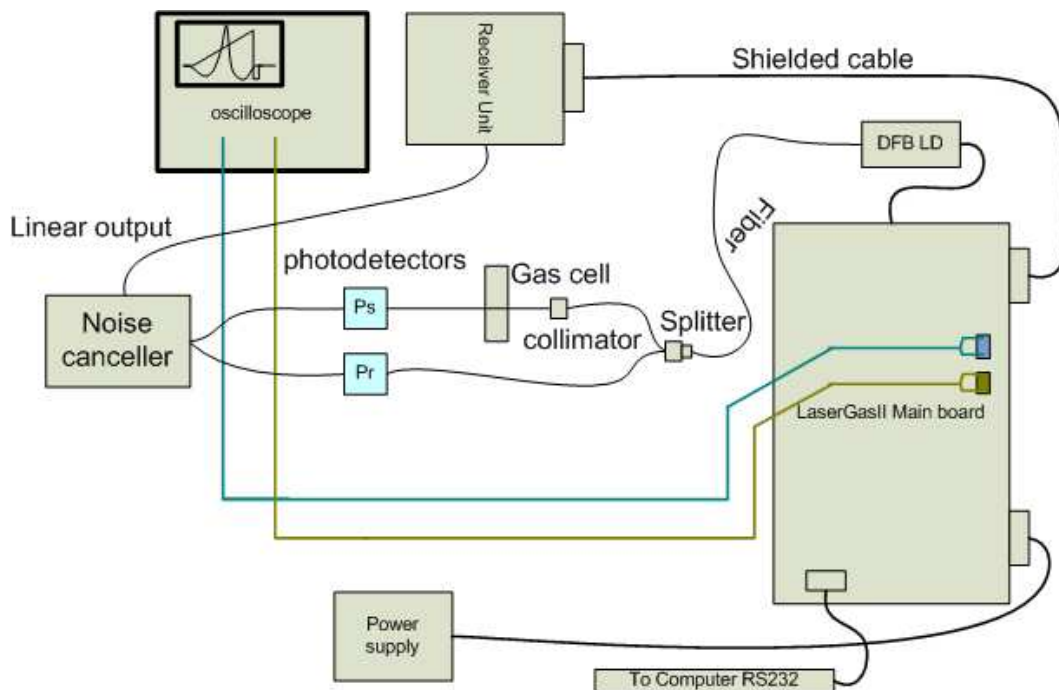 oscilloscope
Receiver Unit
Shielded cable
DFB LD
Linear output
Fiber
photodetectors
Gas cell
Ps
Splitter
Noise
canceller
collimator
Pr
LaserGasII Main board
Power
supply
To Computer RS232